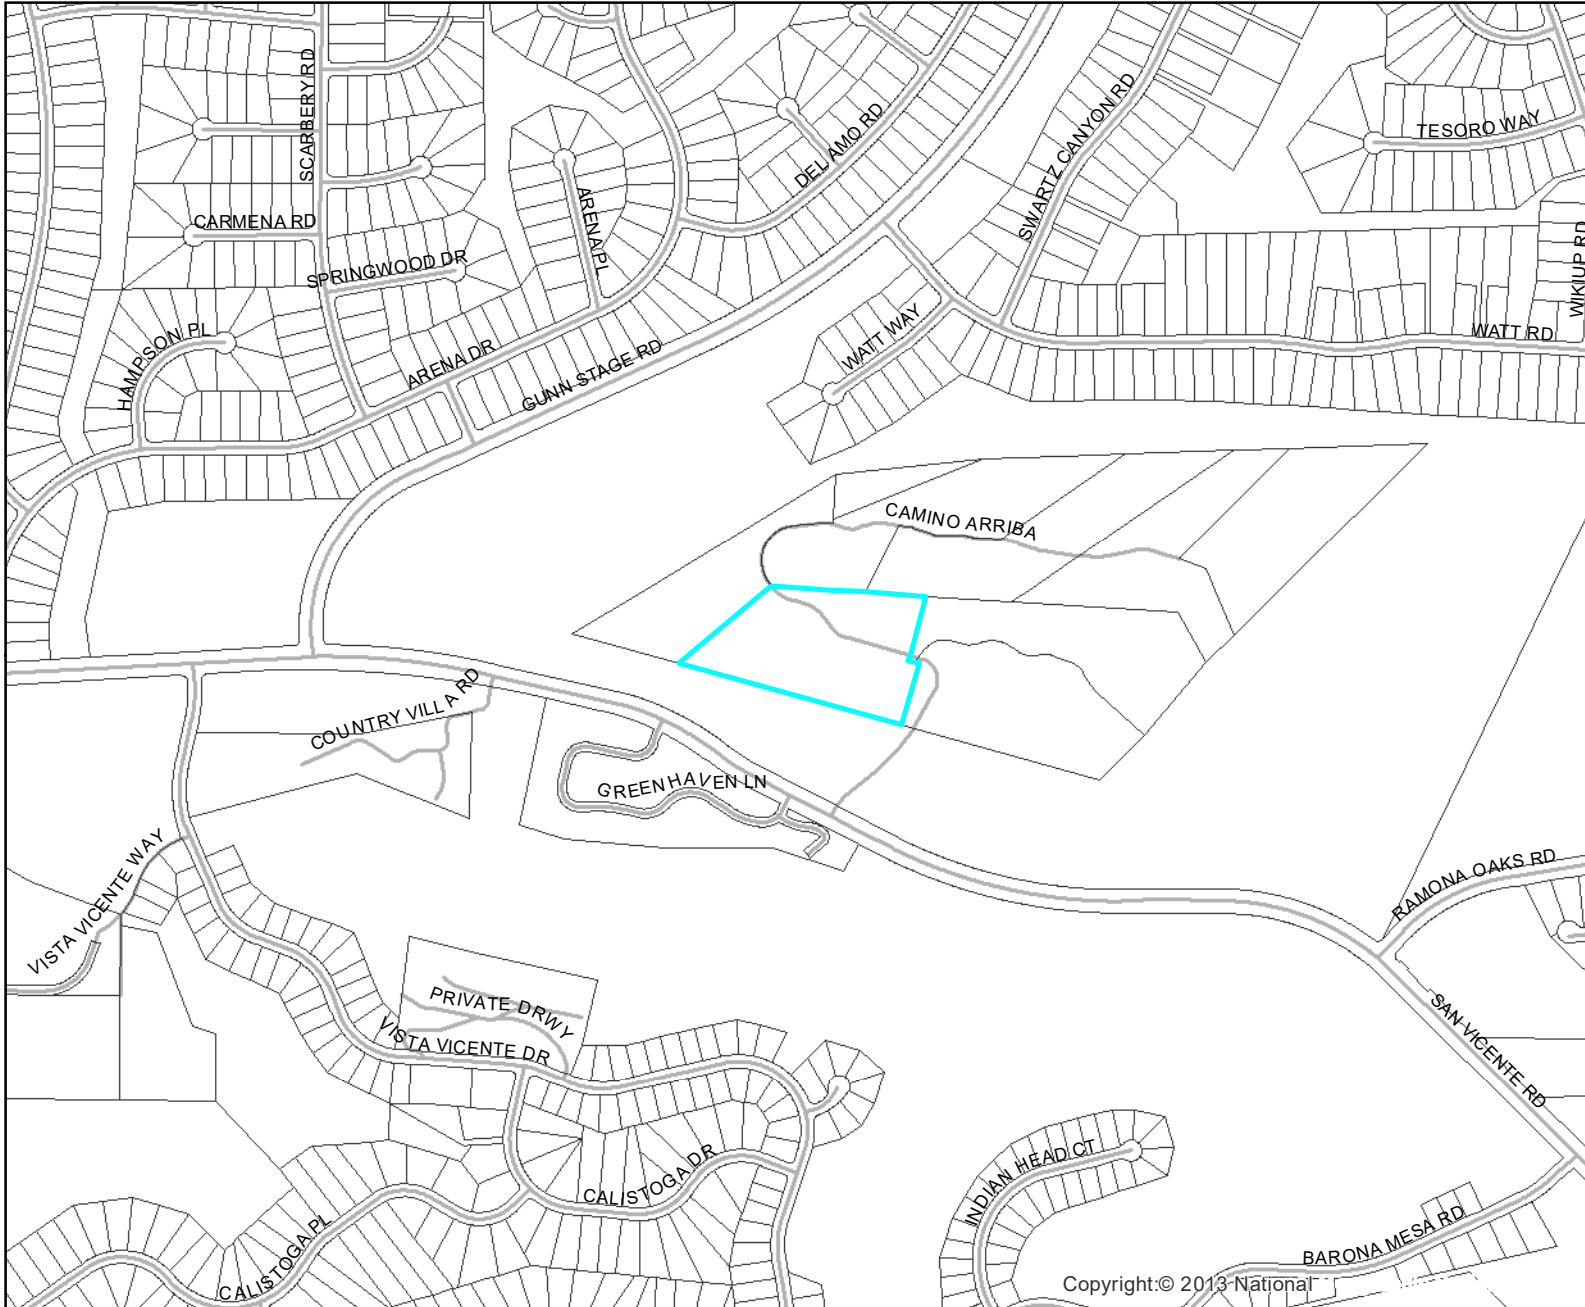 SCARBERY RD
TESORO WAY
SWARTZ CANYON RD
DEL AMO RD
ARENA PL
CARMENA RD
WIKIUP RD
SPRINGWOOD DR
HAMPSON PL
WATT WAY
WATT RD
ARENA DR
GUNN STAGE RD
CAMINO ARRIBA
COUNTRY VILLA RD
GREENHAVEN LN
VISTA VICENTE WAY
RAMONA OAKS RD
PRIVATE DRWY
SAN VICENTE RD
VISTA VICENTE DR
INDIAN HEAD CT
CALISTOGA DR
BARONA MESA RD
CALISTOGA PL
Copyright:© 2013 National